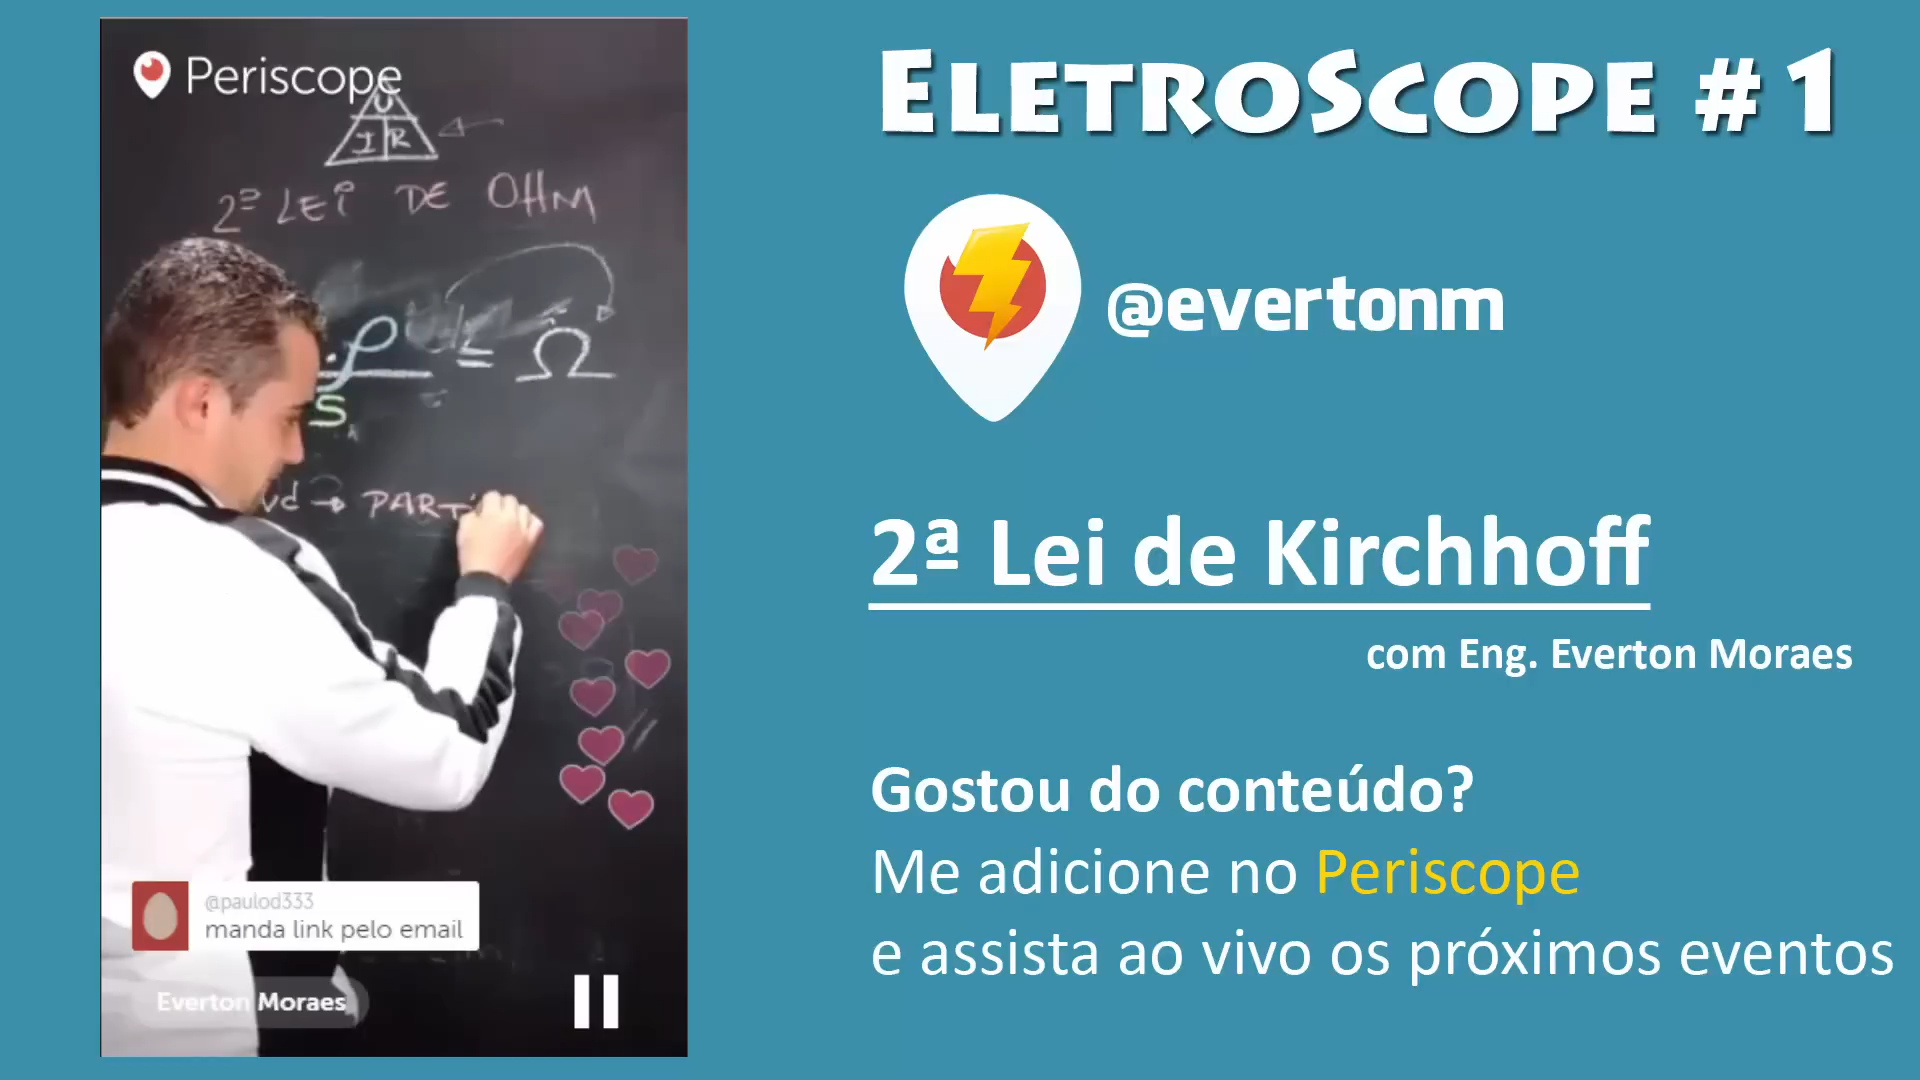 Periscope
U
I R
2ª LEI DE OHM
. ρ = Ω
S
vd → PART
@paulod333
manda link pelo email
Everton Moraes
ELETROSCOPE #1
@evertonm
2ª Lei de Kirchhoff
com Eng. Everton Moraes
Gostou do conteúdo?
Me adicione no Periscope
e assista ao vivo os próximos eventos